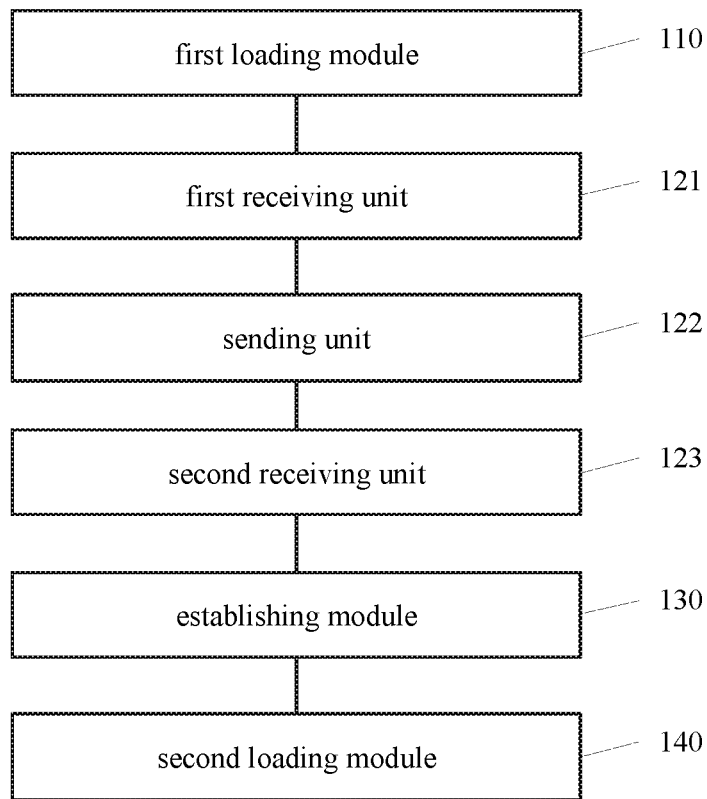 first loading module 110
first receiving unit 121
sending unit 122
second receiving unit 123
establishing module 130
second loading module 140